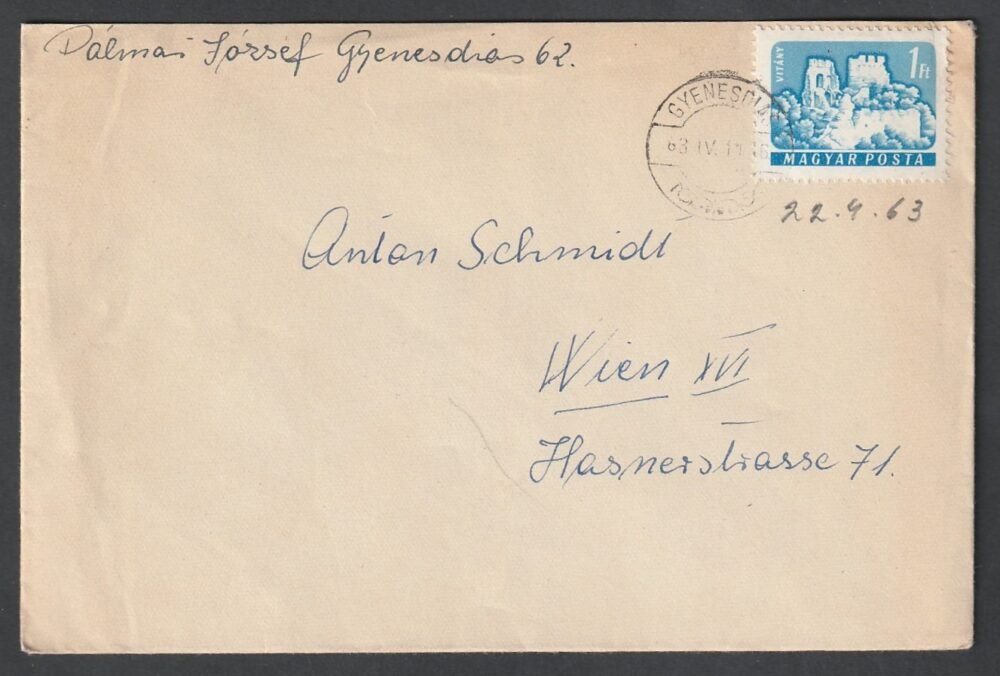 Pálmai József Gyenesdiás 62.
VITÁNY
1 Ft
MAGYAR POSTA
GYENESDIÁS
63 IV.
22.4.63
Anton Schmidt
Wien XVI
Hasnerstrasse 71.